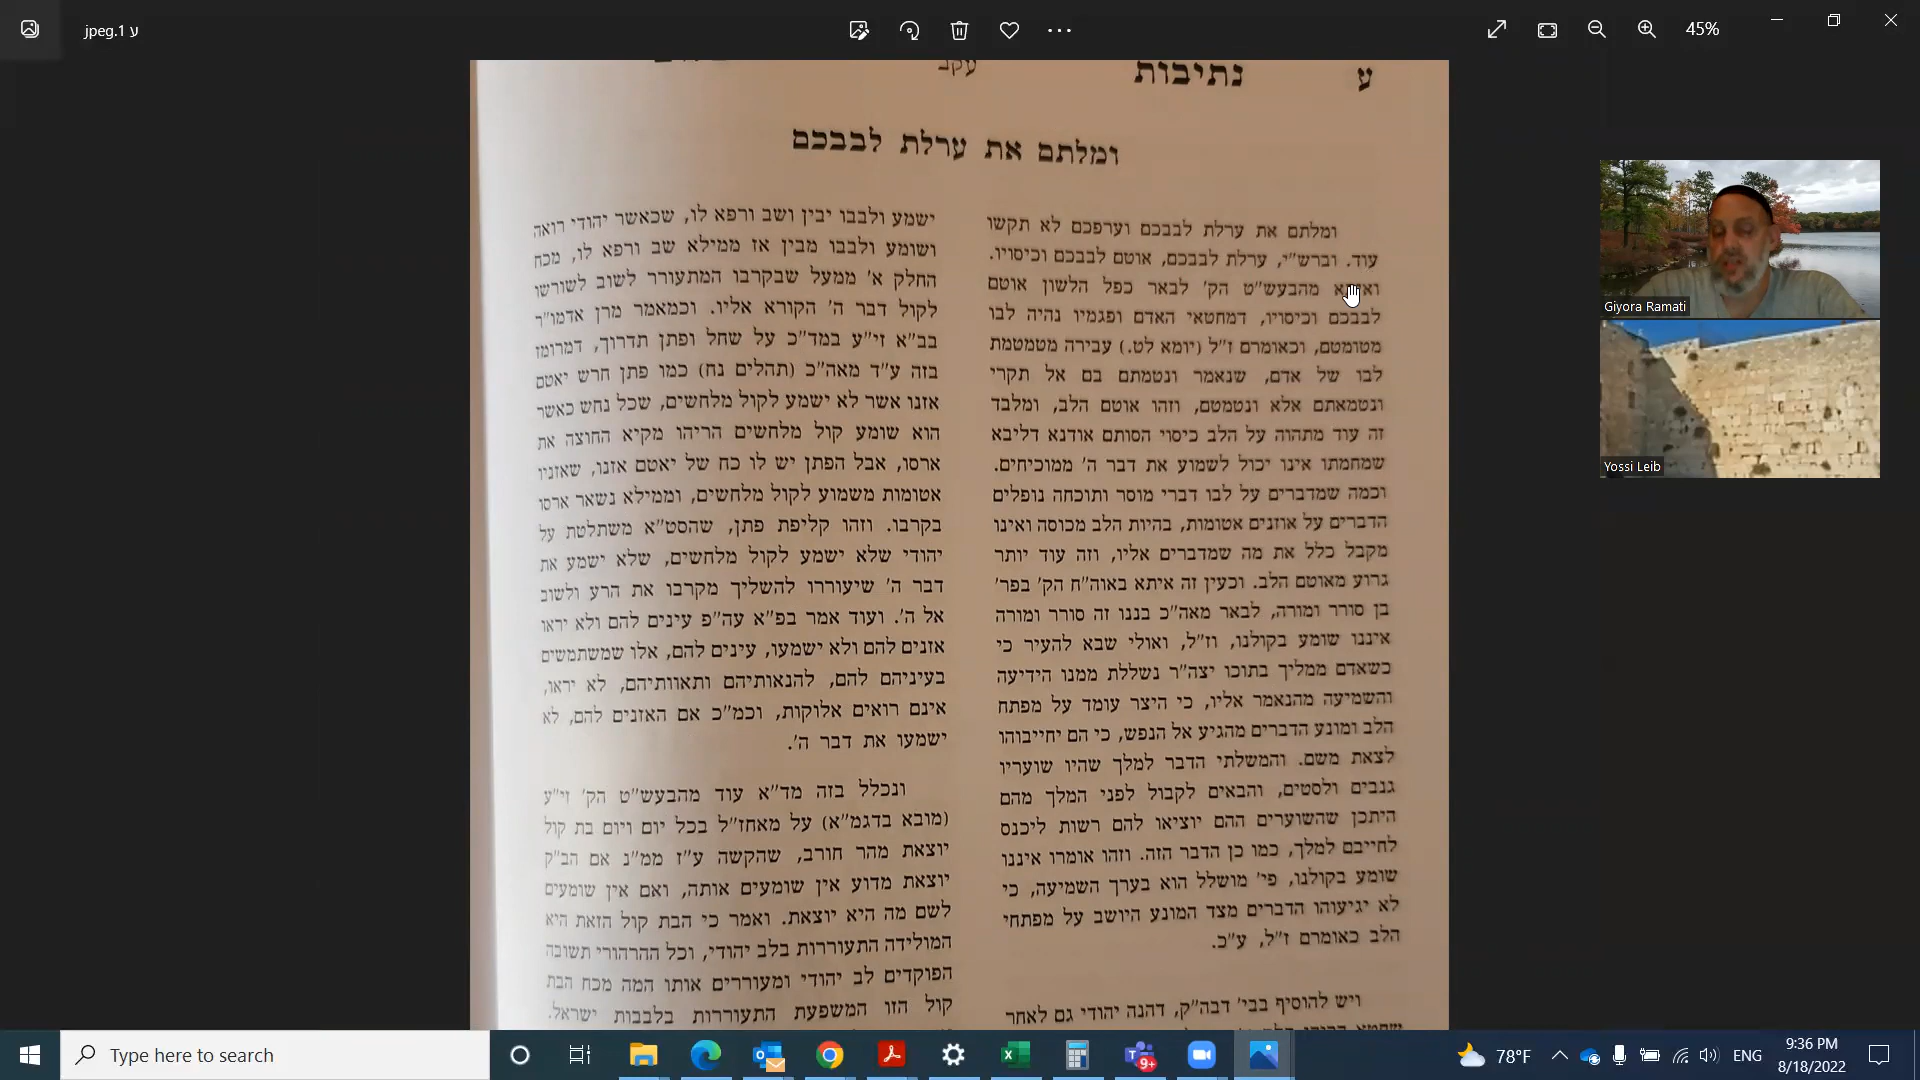 ע 1.jpeg
45%
ע
נתיבות
עקב
ומלתם את ערלת לבבכם
ומלתם את ערלת לבבכם וערפכם לא תקשו
עוד. וברש"י, ערלת לבבכם, אוטם לבבכם וכיסויו.
מהבעש"ט הק' לבאר כפל הלשון אוטם
לבבכם וכיסויו, דמחטאי האדם ופגמיו נהיה לבו
מטומטם, וכאומרם ז"ל (יומא לט.) עבירה מטמטמת
לבו של אדם, שנאמר ונטמתם בם אל תקרי
ונטמאתם אלא ונטמטם, וזהו אוטם הלב, ומלבד
זה עוד מתהוה על הלב כיסוי הסותם אודנא דליבא
שמחמתו אינו יכול לשמוע את דבר ה' ממוכיחים.
וכמה שמדברים על לבו דברי מוסר ותוכחה נופלים
הדברים על אוזנים אטומות, בהיות הלב מכוסה ואינו
מקבל כלל את מה שמדברים אליו, וזה עוד יותר
גרוע מאוטם הלב. וכעין זה איתא באוה"ח הק' בפר'
בן סורר ומורה, לבאר מאה"כ בננו זה סורר ומורה
איננו שומע בקולנו, וז"ל, ואולי שבא להעיר כי
כשאדם ממליך בתוכו יצה"ר נשללת ממנו הידיעה
והשמיעה מהנאמר אליו, כי היצר עומד על מפתח
הלב ומונע הדברים מהגיע אל הנפש, כי הם יחייבוהו
לצאת משם. והמשלתי הדבר למלך שהיו שועריו
גנבים ולסטים, והבאים לקבול לפני המלך מהם
היתכן שהשוערים ההם יוציאו להם רשות ליכנס
לחייבם למלך, כמו כן הדבר הזה. וזהו אומרו איננו
שומע בקולנו, פי' מושלל הוא בערך השמיעה, כי
לא יגיעוהו הדברים מצד המונע היושב על מפתחי
הלב כאומרם ז"ל, ע"כ.
ויש להוסיף בבי' דבה"ק, דהנה יהודי גם לאחר
ישמע ולבבו יבין ושב ורפא לו, שכאשר יהודי רואה
ושומע ולבבו מבין אז ממילא שב ורפא לו, מכח
החלק א' ממעל שבקרבו המתעורר לשוב לשורשו
לקול דבר ה' הקורא אליו. וכמאמר מרן אדמו"ר
בב"א זי"ע במד"כ על שחל ופתן תדרוך, דמרומז
בזה ע"ד מאה"כ (תהלים נח) כמו פתן חרש יאטם
אזנו אשר לא ישמע לקול מלחשים, שכל נחש כאשר
הוא שומע קול מלחשים הריהו מקיא החוצה את
ארסו, אבל הפתן יש לו כח של יאטם אזנו, שאזניו
אטומות משמוע לקול מלחשים, וממילא נשאר ארסו
בקרבו. וזהו קליפת פתן, שהסט"א משתלטת על
יהודי שלא ישמע לקול מלחשים, שלא ישמע את
דבר ה' שיעוררו להשליך מקרבו את הרע ולשוב
אל ה'. ועוד אמר בפ"א עה"פ עינים להם ולא יראו
אזנים להם ולא ישמעו, עינים להם, אלו שמשתמשים
בעיניהם להם, להנאותיהם ותאוותיהם, לא יראו,
אינם רואים אלוקות, וכמ"כ אם האזנים להם, לא
ישמעו את דבר ה'.
ונכלל בזה מד"א עוד מהבעש"ט הק' זי"ע
(מובא בדגמ"א) על מאחז"ל בכל יום ויום בת קול
יוצאת מהר חורב, שהקשה ע"ז ממ"נ אם הב"ק
יוצאת מדוע אין שומעים אותה, ואם אין שומעים
לשם מה היא יוצאת. ואמר כי הבת קול הזאת היא
המולידה התעוררות בלב יהודי, וכל ההרהורי תשובה
הפוקדים לב יהודי ומעוררים אותו המה מכח הבת
קול הזו המשפעת התעוררות בלבבות ישראל.
Giyora Ramati
Yossi Leib
Type here to search
9+
78°F
ENG
9:36 PM
8/18/2022